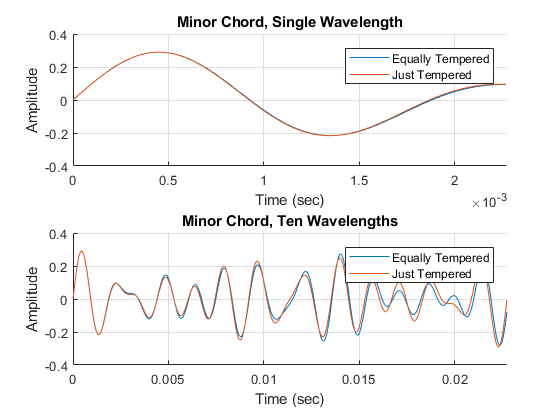 Minor Chord, Single Wavelength
0.4
0.2
0
-0.2
-0.4
Amplitude
Equally Tempered
Just Tempered
0 0.5 1 1.5 2
×10-3
Time (sec)
Minor Chord, Ten Wavelengths
0.4
0.2
0
-0.2
-0.4
Amplitude
Equally Tempered
Just Tempered
0 0.005 0.01 0.015 0.02
Time (sec)